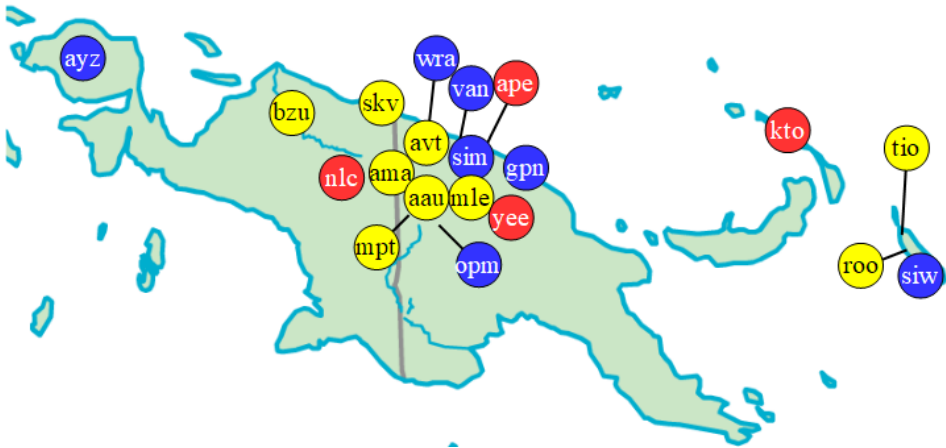 ayz
wra
van
ape
bzu
skv
kto
avt
tio
sim
gpn
nlc
ama
aau
mle
yee
mpt
opm
roo
siw